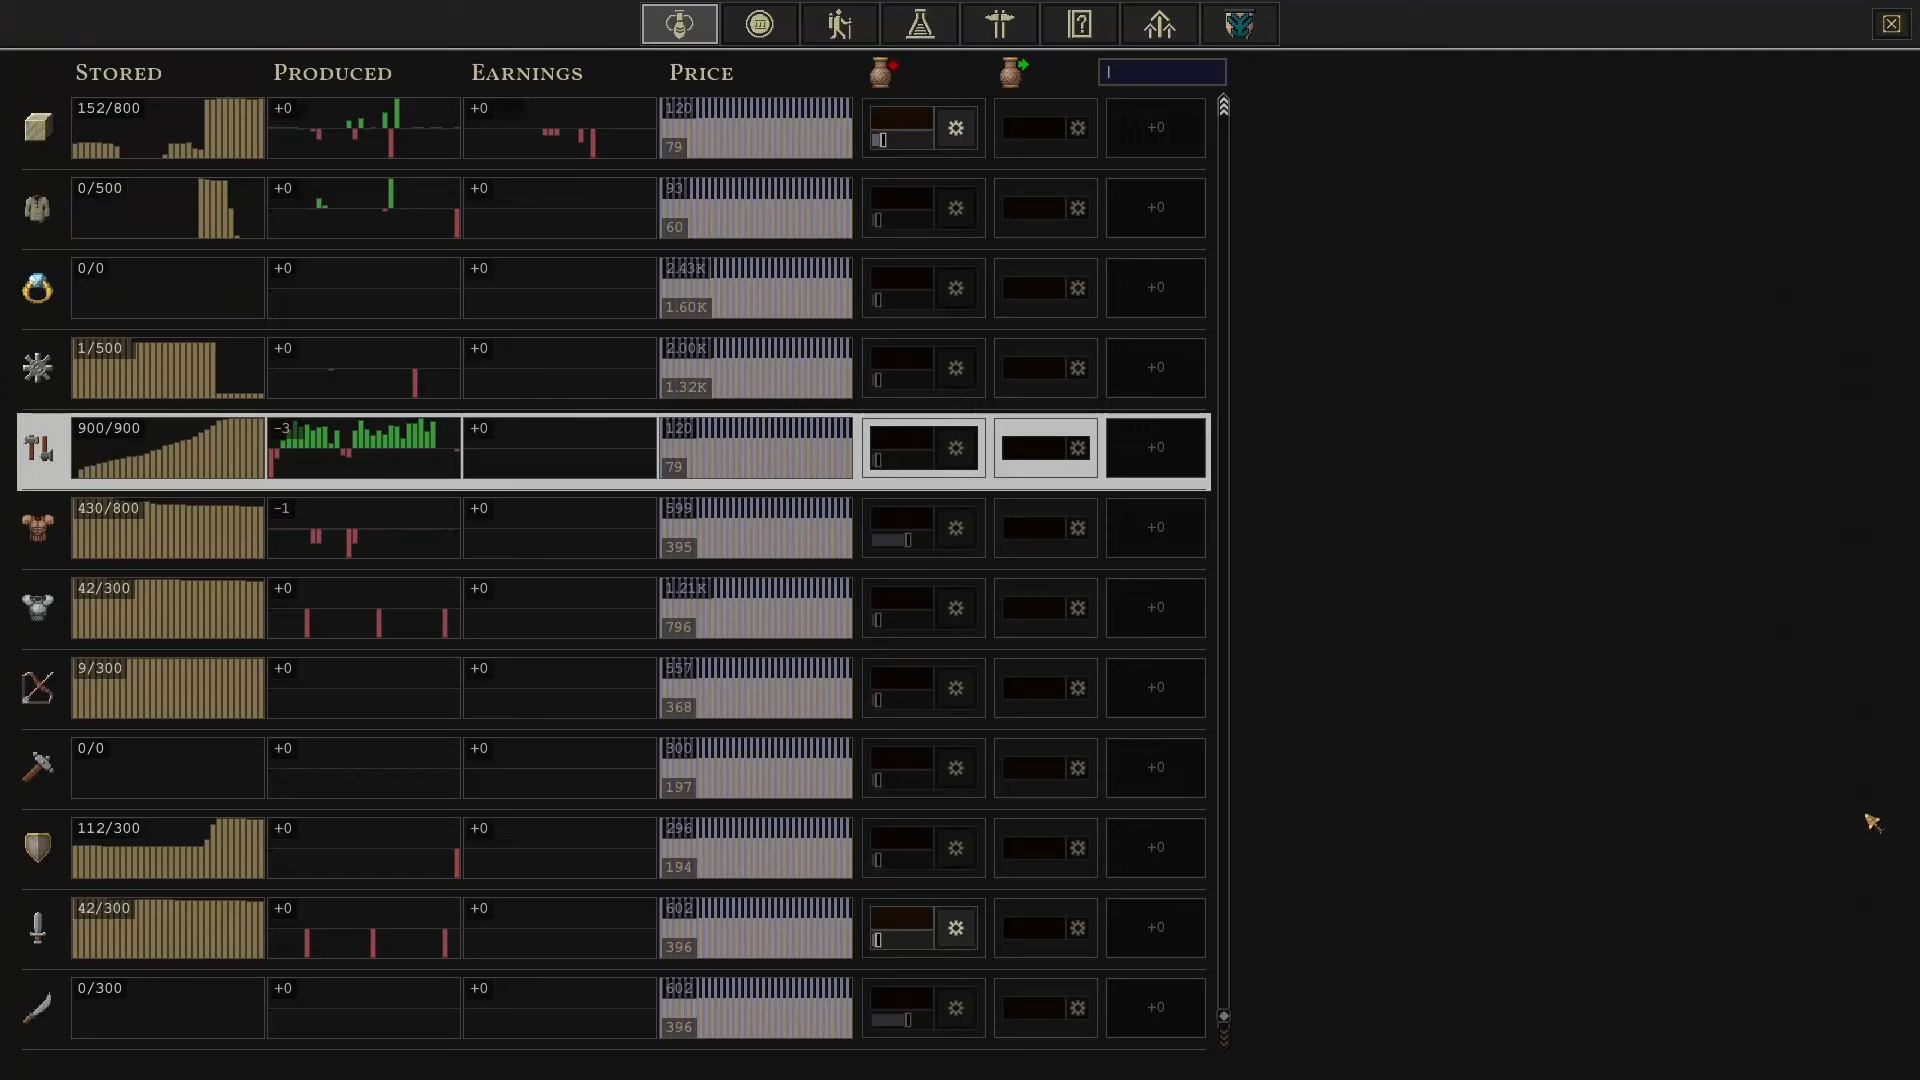 STORED PRODUCED EARNINGS PRICE
152/800 +0 +0 120 +0
79
0/500 +0 +0 93 +0
60
0/0 +0 +0 2.43K +0
1.60K
1/500 +0 +0 2.00K +0
1.32K
900/900 -3 +0 120 +0
79
430/800 -1 +0 599 +0
395
42/300 +0 +0 1.21K +0
796
9/300 +0 +0 557 +0
368
0/0 +0 +0 300 +0
197
112/300 +0 +0 296 +0
194
42/300 +0 +0 602 +0
396
0/300 +0 +0 602 +0
396